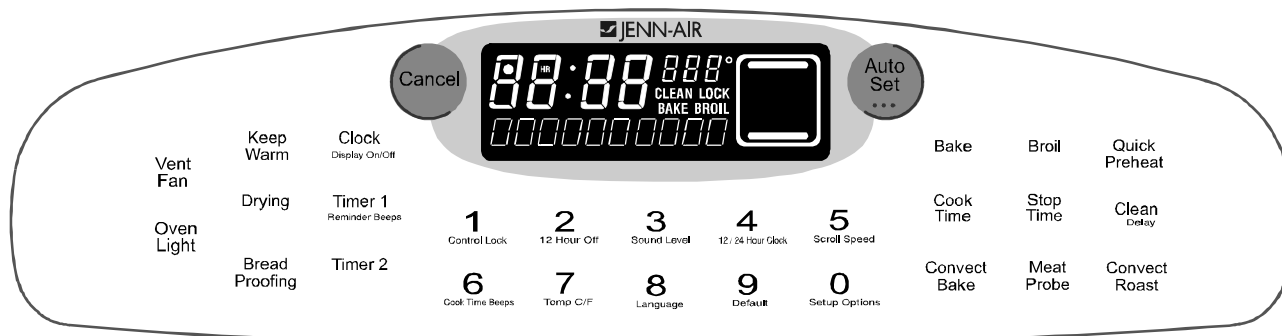 JENN-AIR
Cancel
88:88 888°
HR
CLEAN LOCK
BAKE BROIL
Auto
Set
Vent
Fan
Oven
Light
Keep
Warm
Drying
Bread
Proofing
Clock
Display On/Off
Timer 1
Reminder Beeps
Timer 2
1 2 3 4 5
Control Lock 12 Hour Off Sound Level 12 / 24 Hour Clock Scroll Speed
6 7 8 9 0
Cook Time Beeps Temp C/F Language Default Setup Options
Bake Broil Quick
Preheat
Cook
Time
Stop
Time
Clean
Delay
Convect
Bake
Meat
Probe
Convect
Roast